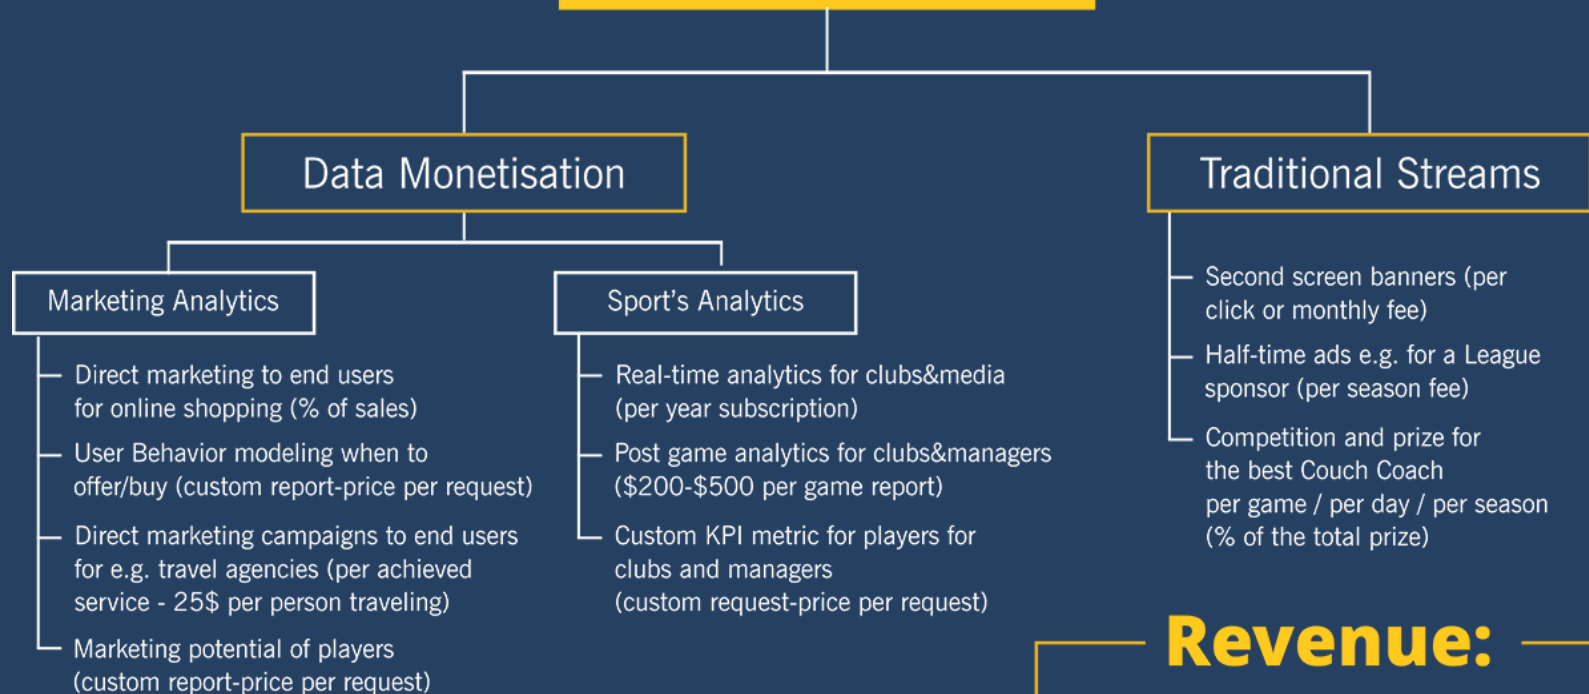 Data Monetisation
Traditional Streams
Marketing Analytics
Direct marketing to end users
for online shopping (% of sales)
User Behavior modeling when to
offer/buy (custom report-price per request)
Direct marketing campaigns to end users
for e.g. travel agencies (per achieved
service - 25$ per person traveling)
Marketing potential of players
(custom report-price per request)
Sport's Analytics
Real-time analytics for clubs&media
(per year subscription)
Post game analytics for clubs&managers
($200-$500 per game report)
Custom KPI metric for players for
clubs and managers
(custom request-price per request)
Second screen banners (per
click or monthly fee)
Half-time ads e.g. for a League
sponsor (per season fee)
Competition and prize for
the best Couch Coach
per game / per day / per season
(% of the total prize)
Revenue: